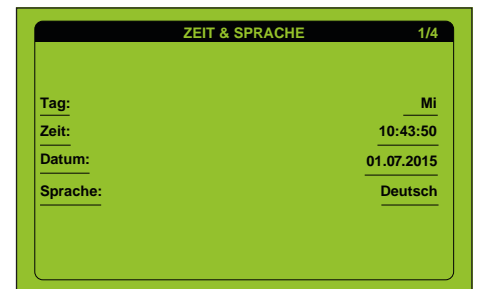 ZEIT & SPRACHE 1/4
Tag: Mi
Zeit: 10:43:50
Datum: 01.07.2015
Sprache: Deutsch